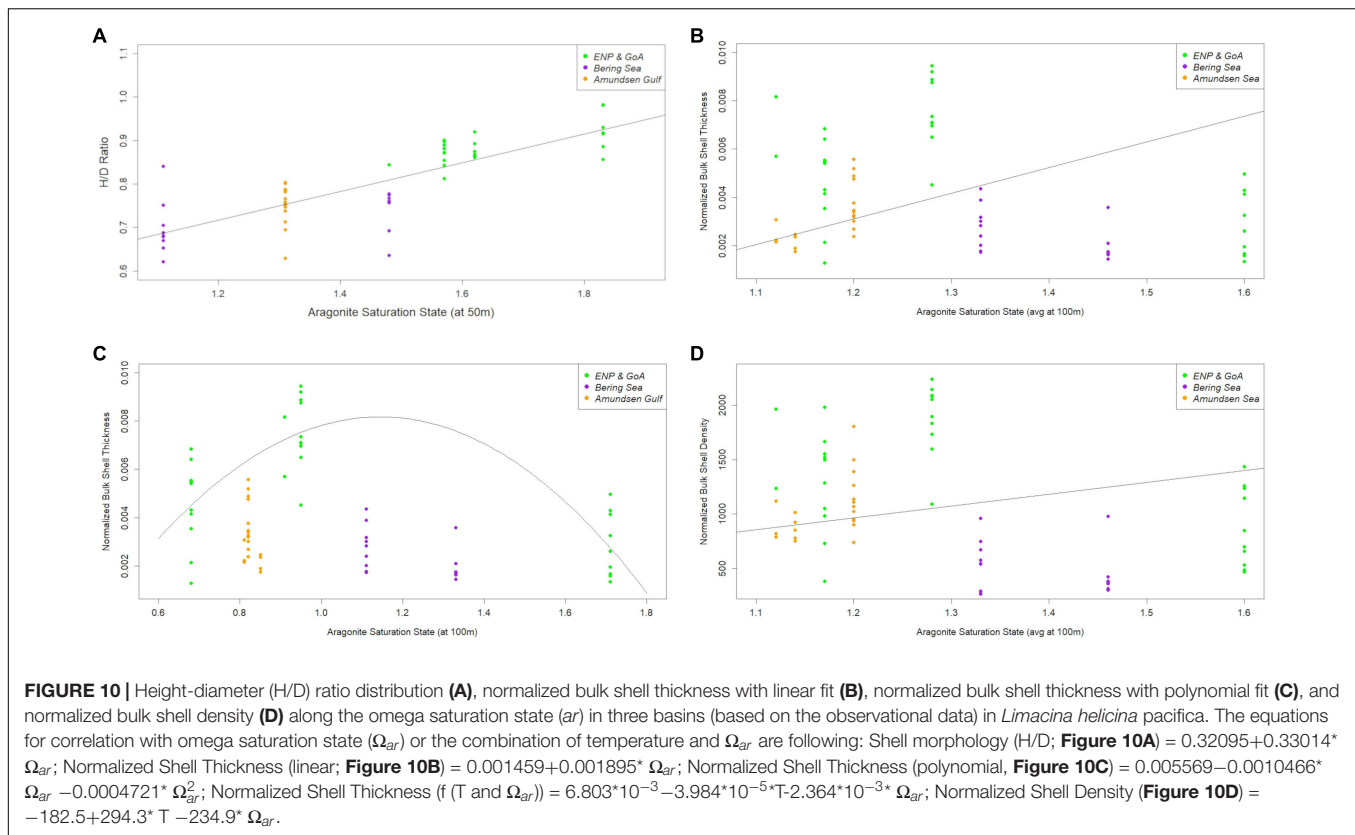 A
1.1
1.0
0.9
0.8
0.7
0.6
H/D Ratio
ENP & GoA
Bering Sea
Amundsen Gulf
1.2
1.4
1.6
1.8
Aragonite Saturation State (at 50m)
B
0.010
0.008
0.006
0.004
0.002
Normalized Bulk Shell Thickness
ENP & GoA
Bering Sea
Amundsen Sea
1.1
1.2
1.3
1.4
1.5
1.6
Aragonite Saturation State (avg at 100m)
C
0.010
0.008
0.006
0.004
0.002
Normalized Bulk Shell Thickness
ENP & GoA
Bering Sea
Amundsen Gulf
0.6
0.8
1.0
1.2
1.4
1.6
1.8
Aragonite Saturation State (at 100m)
D
2000
1500
1000
500
Normalized Bulk Shell Density
ENP & GoA
Bering Sea
Amundsen Sea
1.1
1.2
1.3
1.4
1.5
1.6
Aragonite Saturation State (avg at 100m)
FIGURE 10 | Height-diameter (H/D) ratio distribution (A), normalized bulk shell thickness with linear fit (B), normalized bulk shell thickness with polynomial fit (C), and
normalized bulk shell density (D) along the omega saturation state (ar) in three basins (based on the observational data) in Limacina helicina pacifica. The equations
for correlation with omega saturation state (Ωar) or the combination of temperature and Ωar are following: Shell morphology (H/D; Figure 10A) = 0.32095+0.33014*
Ωar; Normalized Shell Thickness (linear; Figure 10B) = 0.001459+0.001895* Ωar; Normalized Shell Thickness (polynomial, Figure 10C) = 0.005569−0.0010466*
Ωar −0.0004721* Ω²ar; Normalized Shell Thickness (f (T and Ωar)) = 6.803*10⁻³−3.984*10⁻⁵*T-2.364*10⁻³* Ωar; Normalized Shell Density (Figure 10D) =
−182.5+294.3* T −234.9* Ωar.